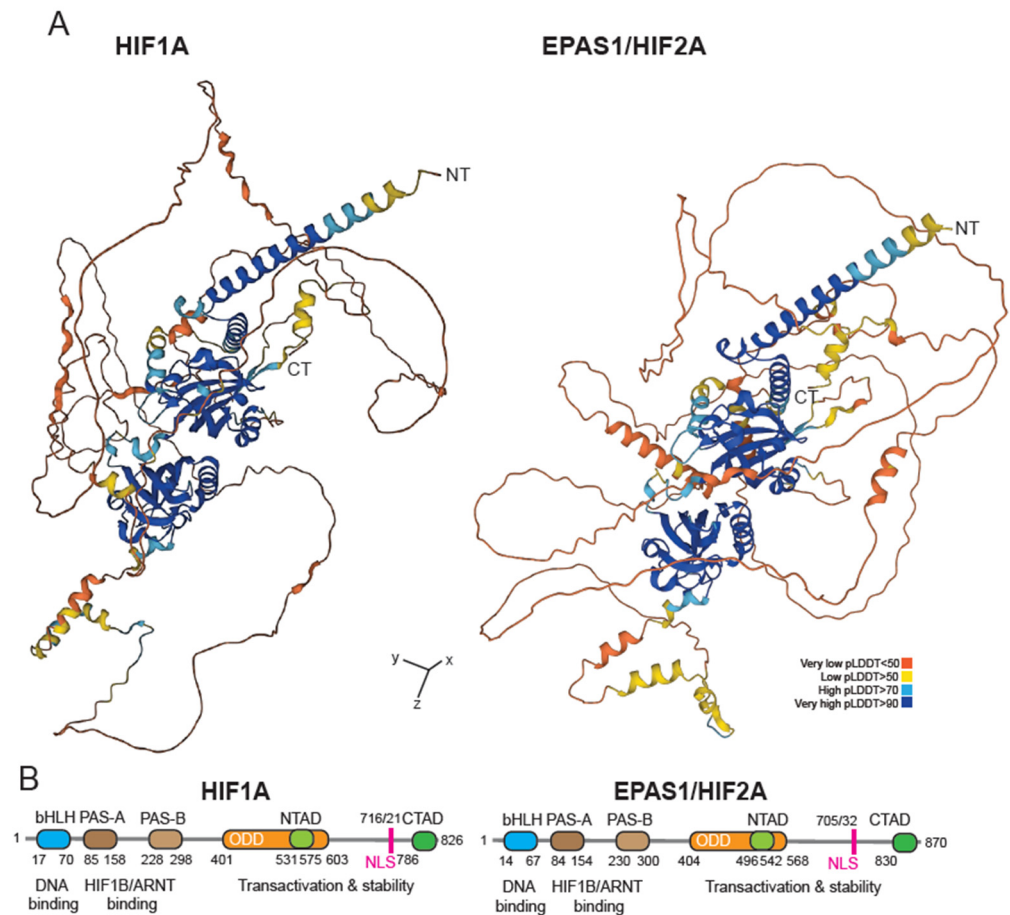 A
HIF1A
EPAS1/HIF2A
NT
NT
CT
CT
y
x
z
Very low pLDDT<50
Low pLDDT>50
High pLDDT>70
Very high pLDDT>90
B
HIF1A
bHLH PAS-A PAS-B NTAD 716/21 CTAD
1 ODD 826
17 70 85 158 228 298 401 531 575 603 NLS 786
DNA binding
HIF1B/ARNT binding
Transactivation & stability
EPAS1/HIF2A
bHLH PAS-A PAS-B NTAD 705/32 CTAD
1 ODD 870
14 67 84 154 230 300 404 496 542 568 NLS 830
DNA binding
HIF1B/ARNT binding
Transactivation & stability